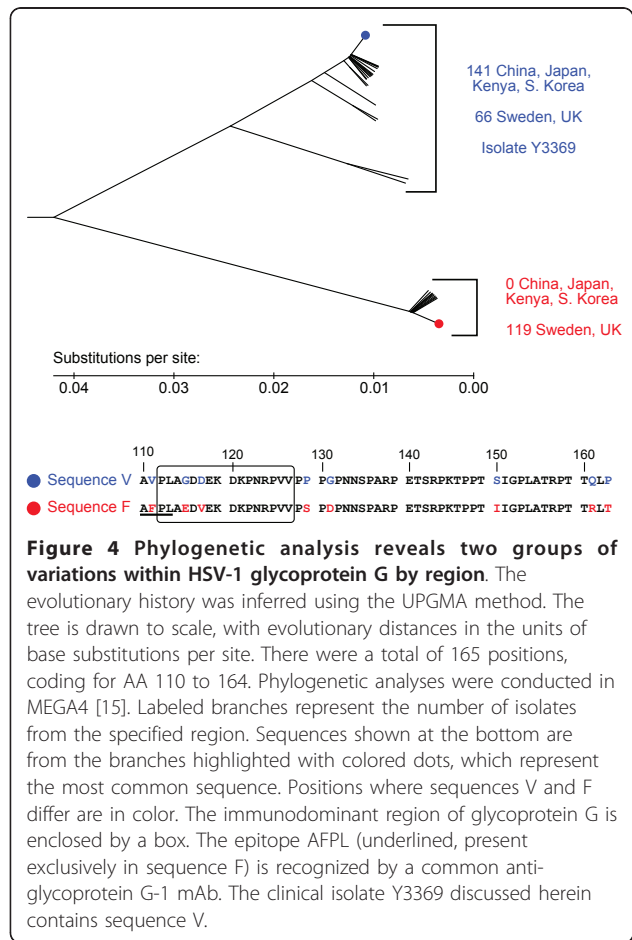 141 China, Japan,
Kenya, S. Korea
66 Sweden, UK
Isolate Y3369
0 China, Japan,
Kenya, S. Korea
119 Sweden, UK
Substitutions per site:
0.04 0.03 0.02 0.01 0.00
110 120 130 140 150 160
Sequence V AVPLAGDDEK DKPNRPVVPP PGPNNSPARP ETSRPKTPPT SIGPLATRPT TQLP
Sequence F AFPLAEDVEK DKPNRPVVPS PDPNNSPARP ETSRPKTPPT IIGPLATRPT TRLT
Figure 4 Phylogenetic analysis reveals two groups of
variations within HSV-1 glycoprotein G by region. The
evolutionary history was inferred using the UPGMA method. The
tree is drawn to scale, with evolutionary distances in the units of
base substitutions per site. There were a total of 165 positions,
coding for AA 110 to 164. Phylogenetic analyses were conducted in
MEGA4 [15]. Labeled branches represent the number of isolates
from the specified region. Sequences shown at the bottom are
from the branches highlighted with colored dots, which represent
the most common sequence. Positions where sequences V and F
differ are in color. The immunodominant region of glycoprotein G is
enclosed by a box. The epitope AFPL (underlined, present
exclusively in sequence F) is recognized by a common anti-
glycoprotein G-1 mAb. The clinical isolate Y3369 discussed herein
contains sequence V.